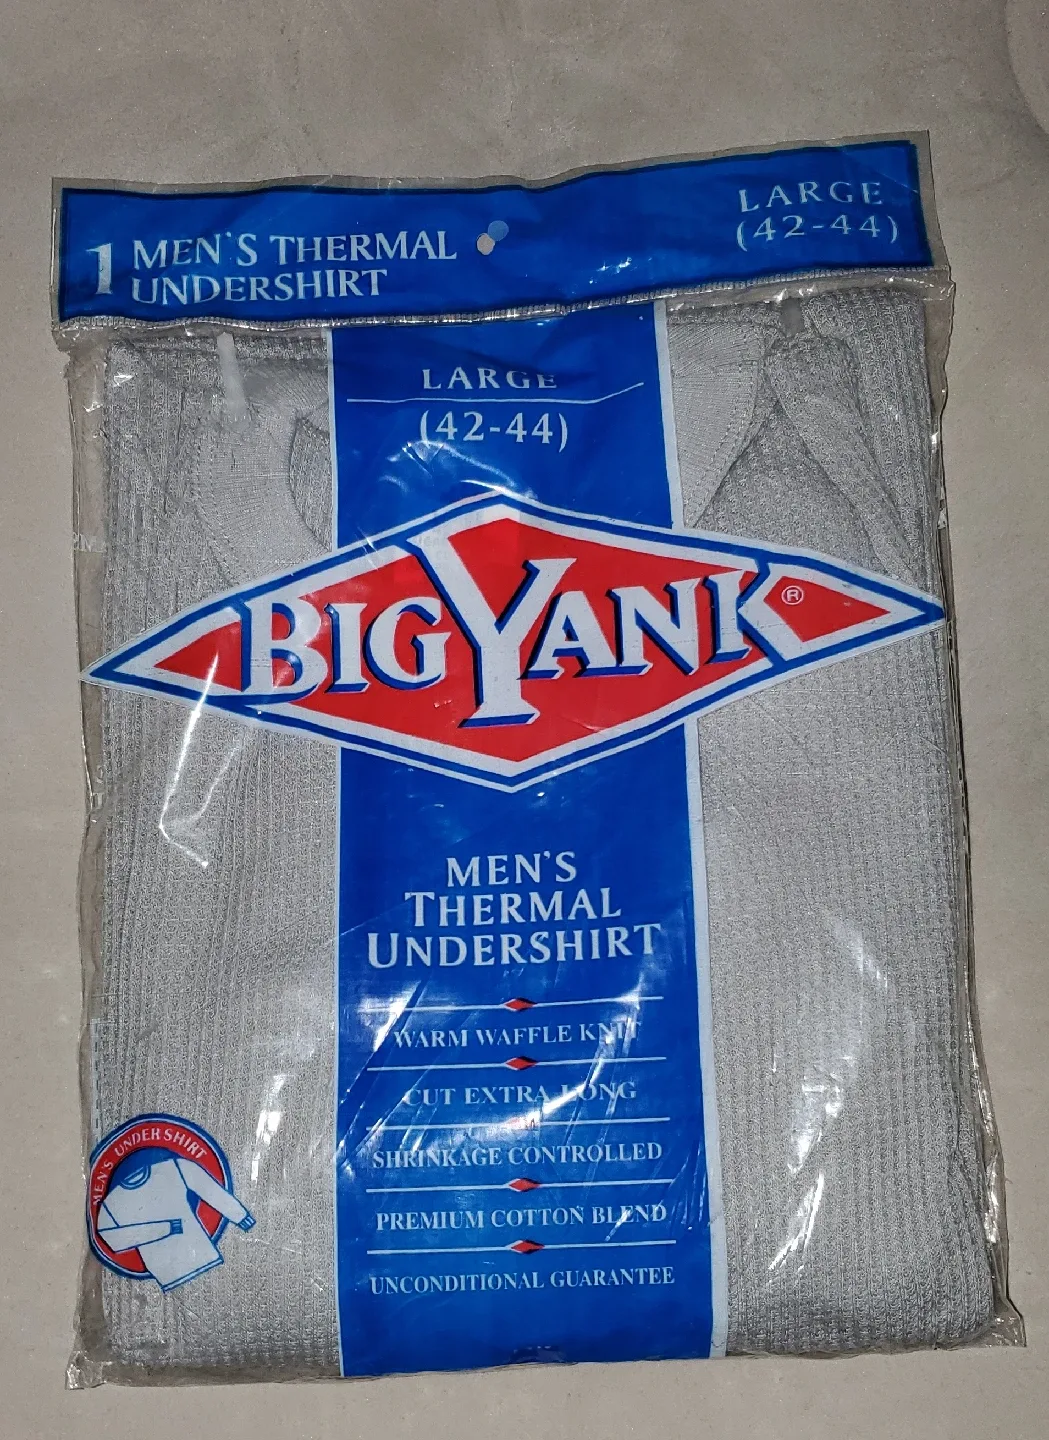 1 MEN'S THERMAL
UNDERSHIRT
LARGE
(42-44)
LARGE
(42-44)
BIG YANK®
MEN'S
THERMAL
UNDERSHIRT
WARM WAFFLE KNIT
CUT EXTRA LONG
SHRINKAGE CONTROLLED
PREMIUM COTTON BLEND
UNCONDITIONAL GUARANTEE
MEN'S UNDER SHIRT